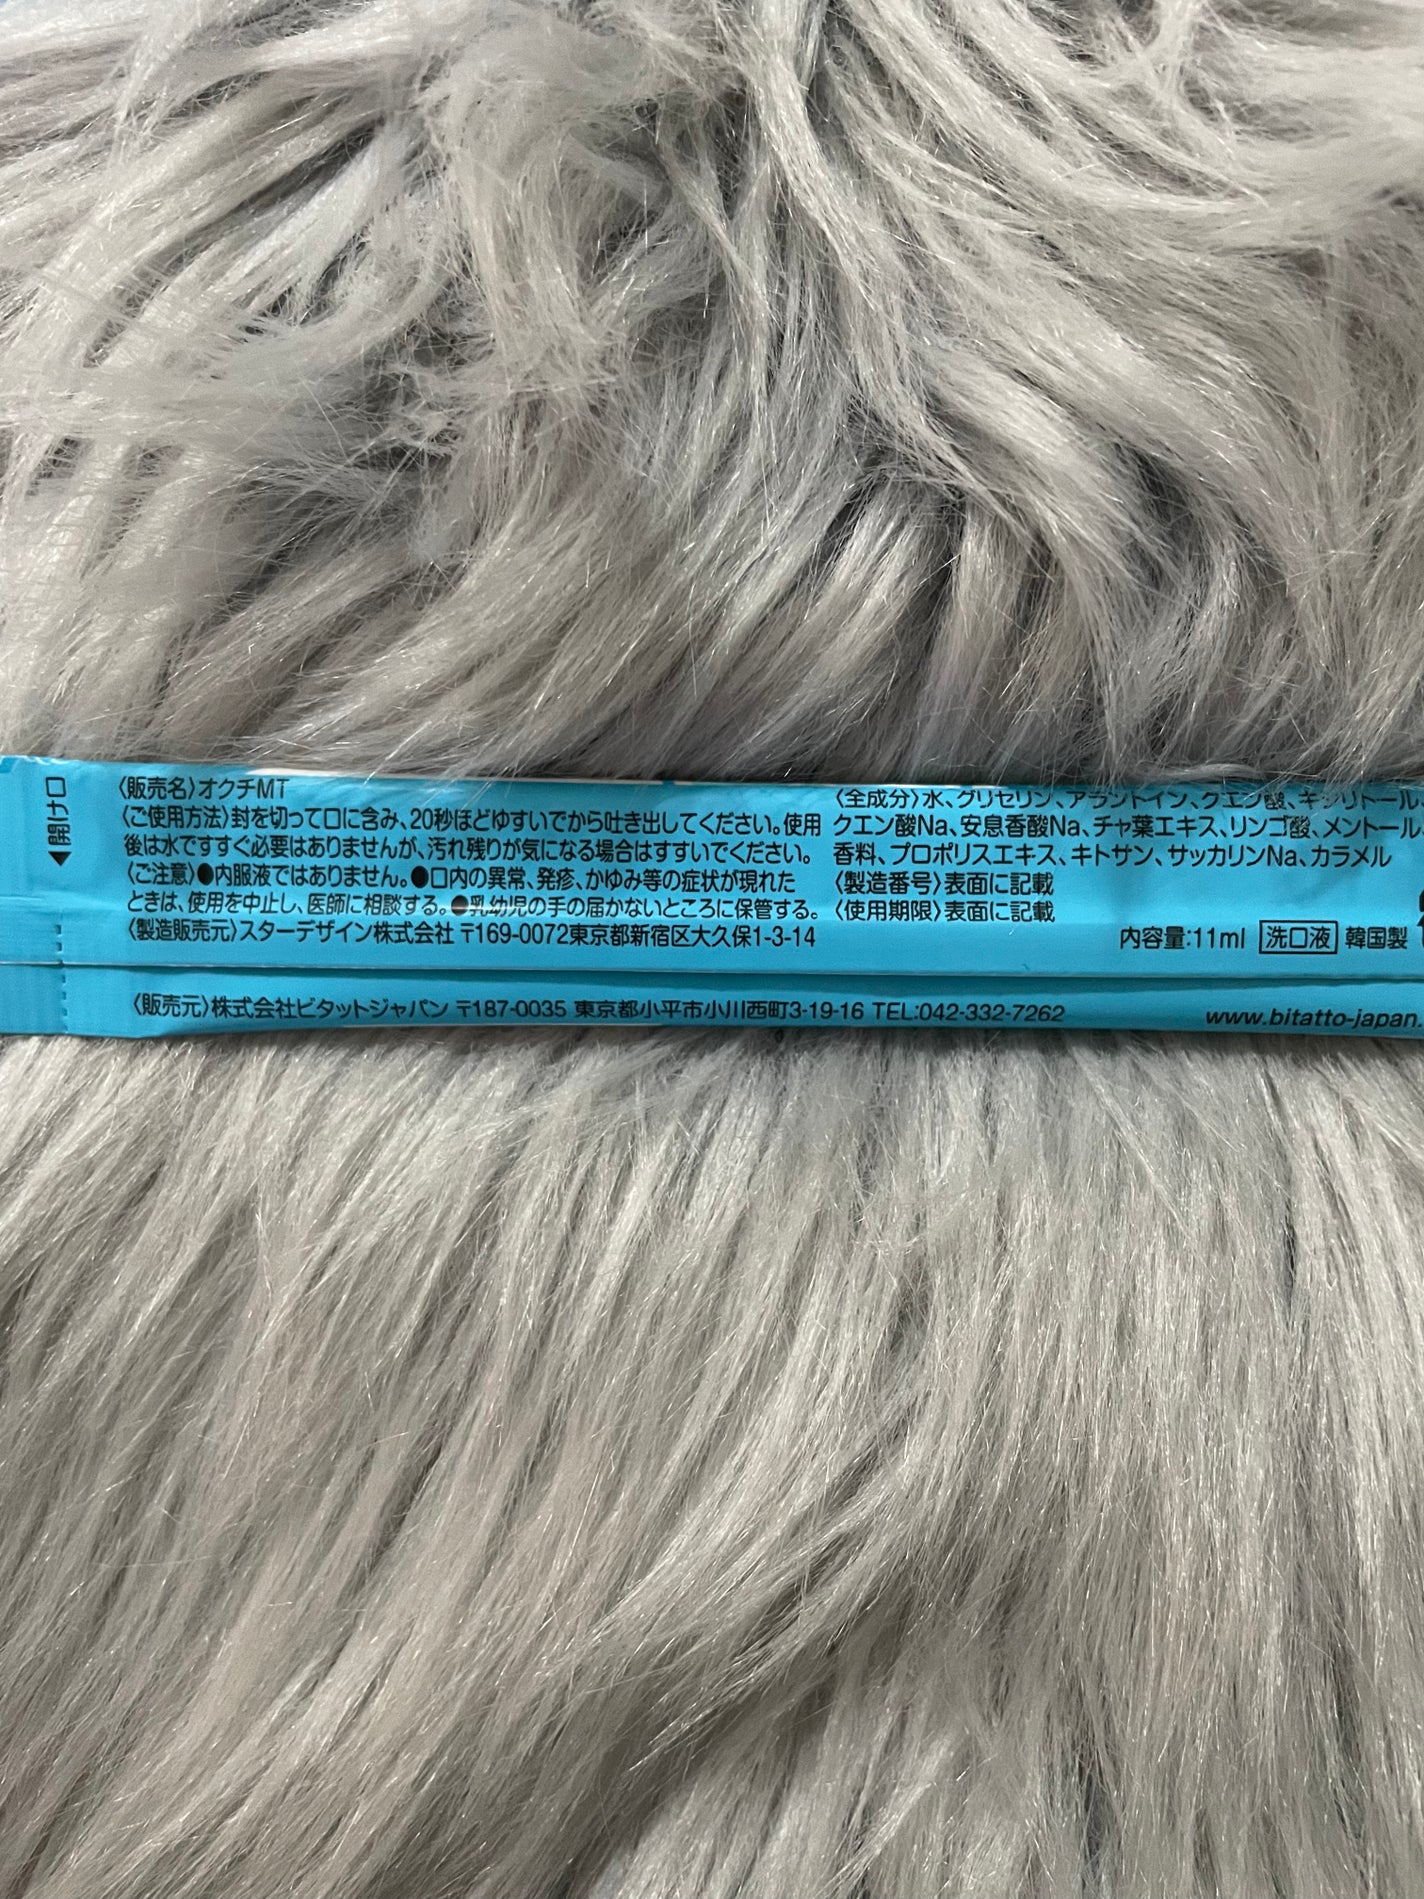 ◀開け口
〈販売名〉オクチMT
〈ご使用方法〉封を切って口に含み、20秒ほどゆすいでから吐き出してください。使用
後は水ですすぐ必要はありませんが、汚れ残りが気になる場合はすすいでください。
〈ご注意〉●内服液ではありません。●口内の異常、発疹、かゆみ等の症状が現れた
ときは、使用を中止し、医師に相談する。●乳幼児の手の届かないところに保管する。
〈製造販売元〉スターデザイン株式会社 〒169-0072東京都新宿区大久保1-3-14
〈全成分〉水、グリセリン、アラントイン、クエン酸、キシリトール、
クエン酸Na、安息香酸Na、チャ葉エキス、リンゴ酸、メントール、
香料、プロポリスエキス、キトサン、サッカリンNa、カラメル
〈製造番号〉表面に記載
〈使用期限〉表面に記載
内容量:11ml 洗口液 韓国製
〈販売元〉株式会社ビタットジャパン 〒187-0035 東京都小平市小川西町3-19-16 TEL:042-332-7262
www.bitatto-japan.